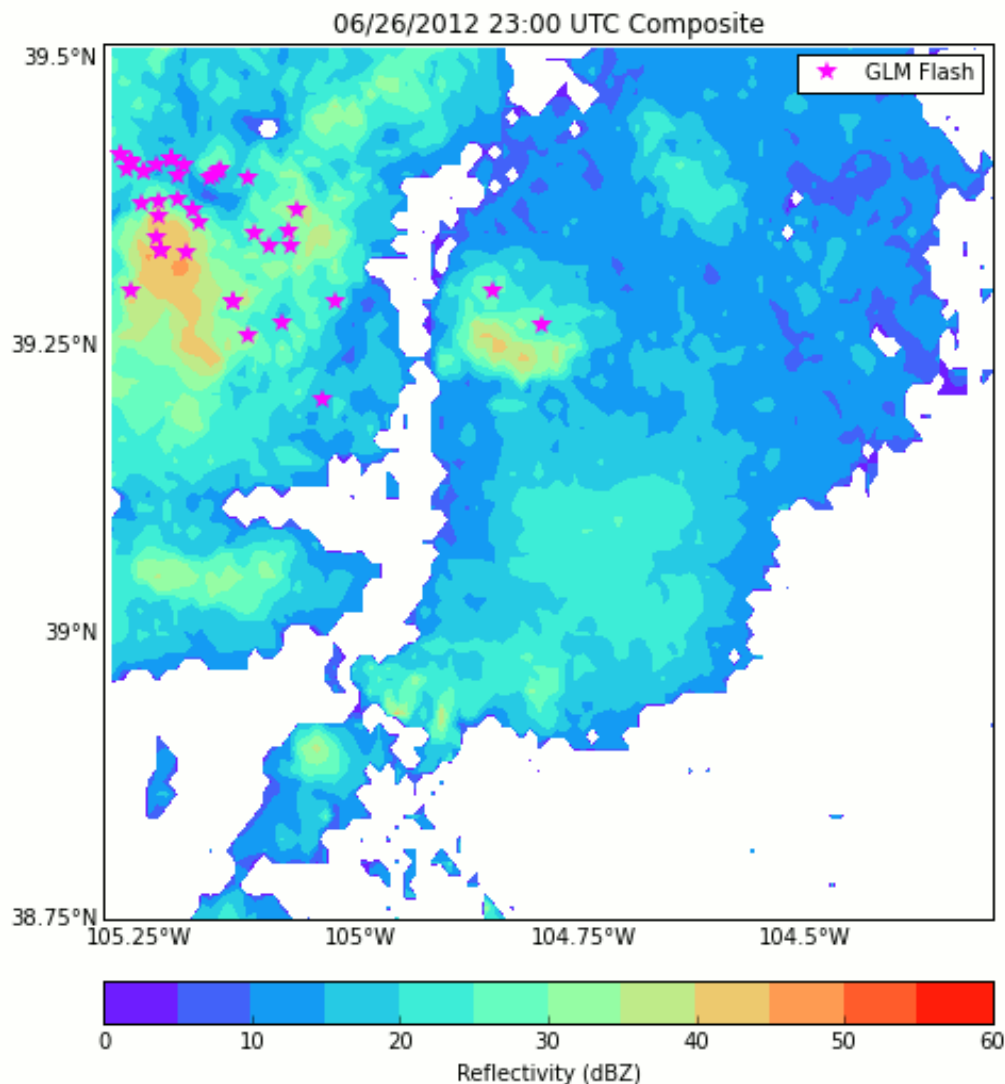 06/26/2012 23:00 UTC Composite
39.5°N
GLM Flash
39.25°N
39°N
38.75°N
105.25°W 105°W 104.75°W 104.5°W
0 10 20 30 40 50 60
Reflectivity (dBZ)